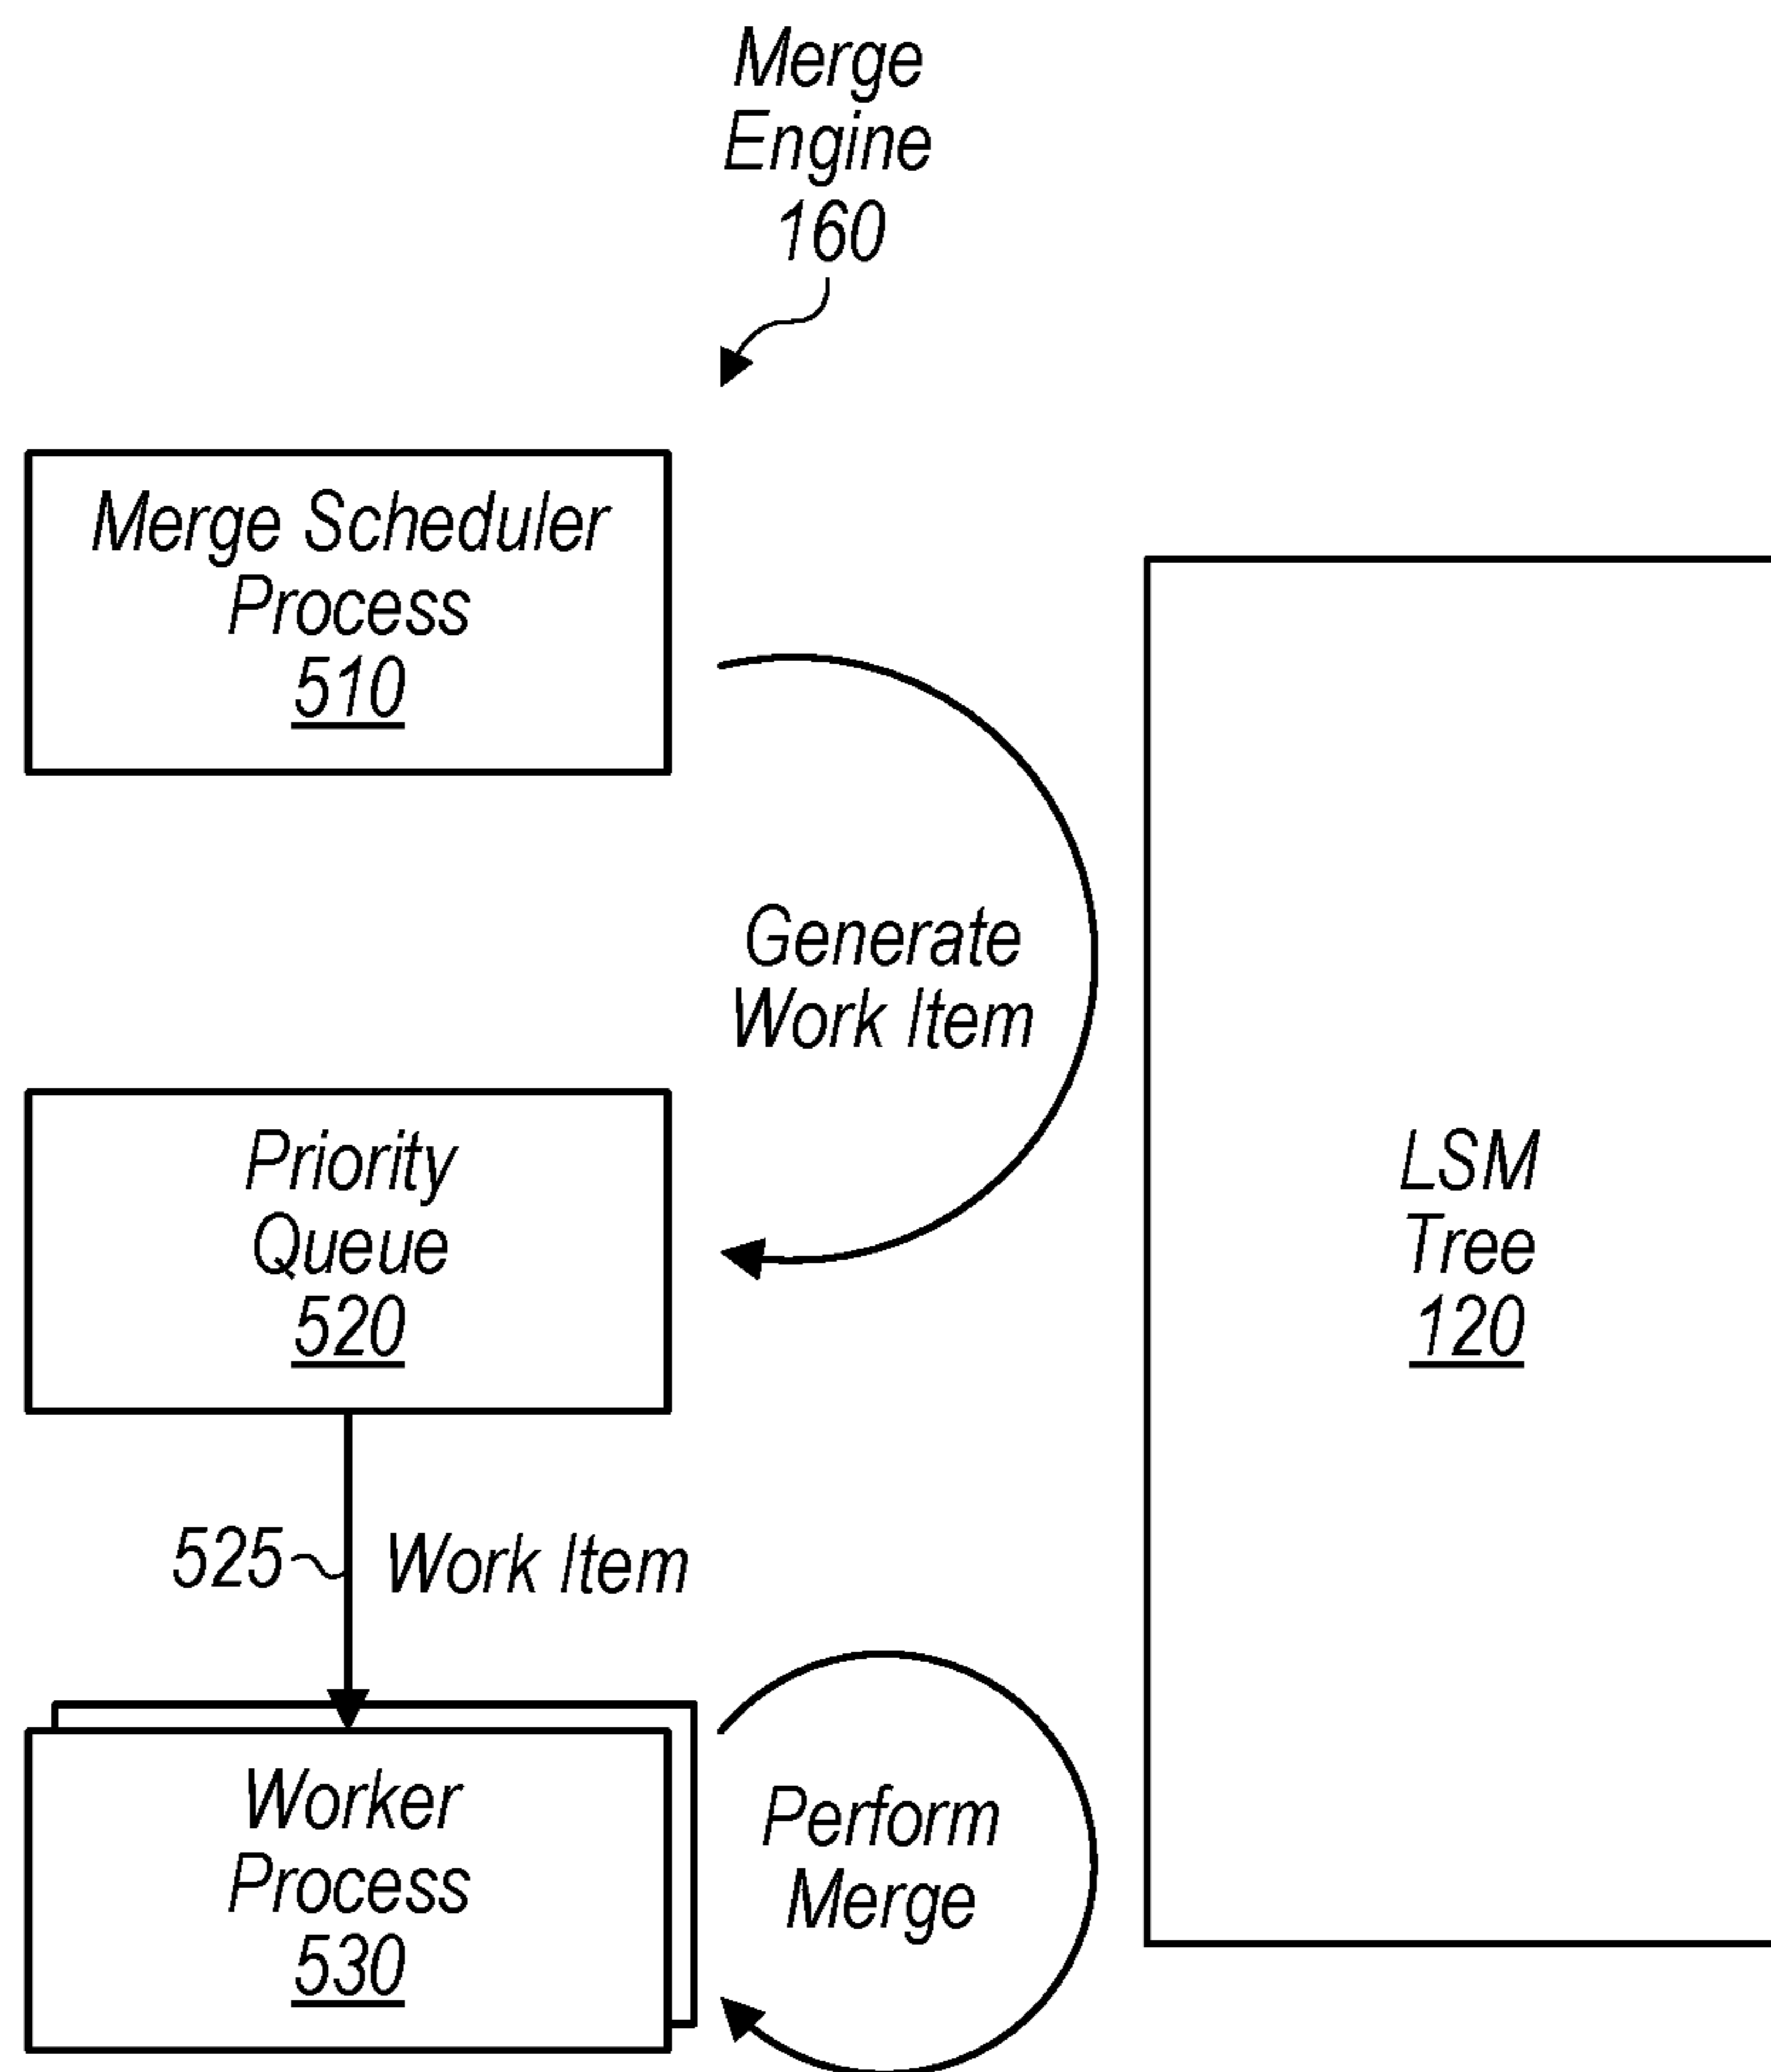 Merge
Engine
160
Merge Scheduler
Process
510
Generate
Work Item
Priority
Queue
520
LSM
Tree
120
525
Work Item
Worker
Process
530
Perform
Merge